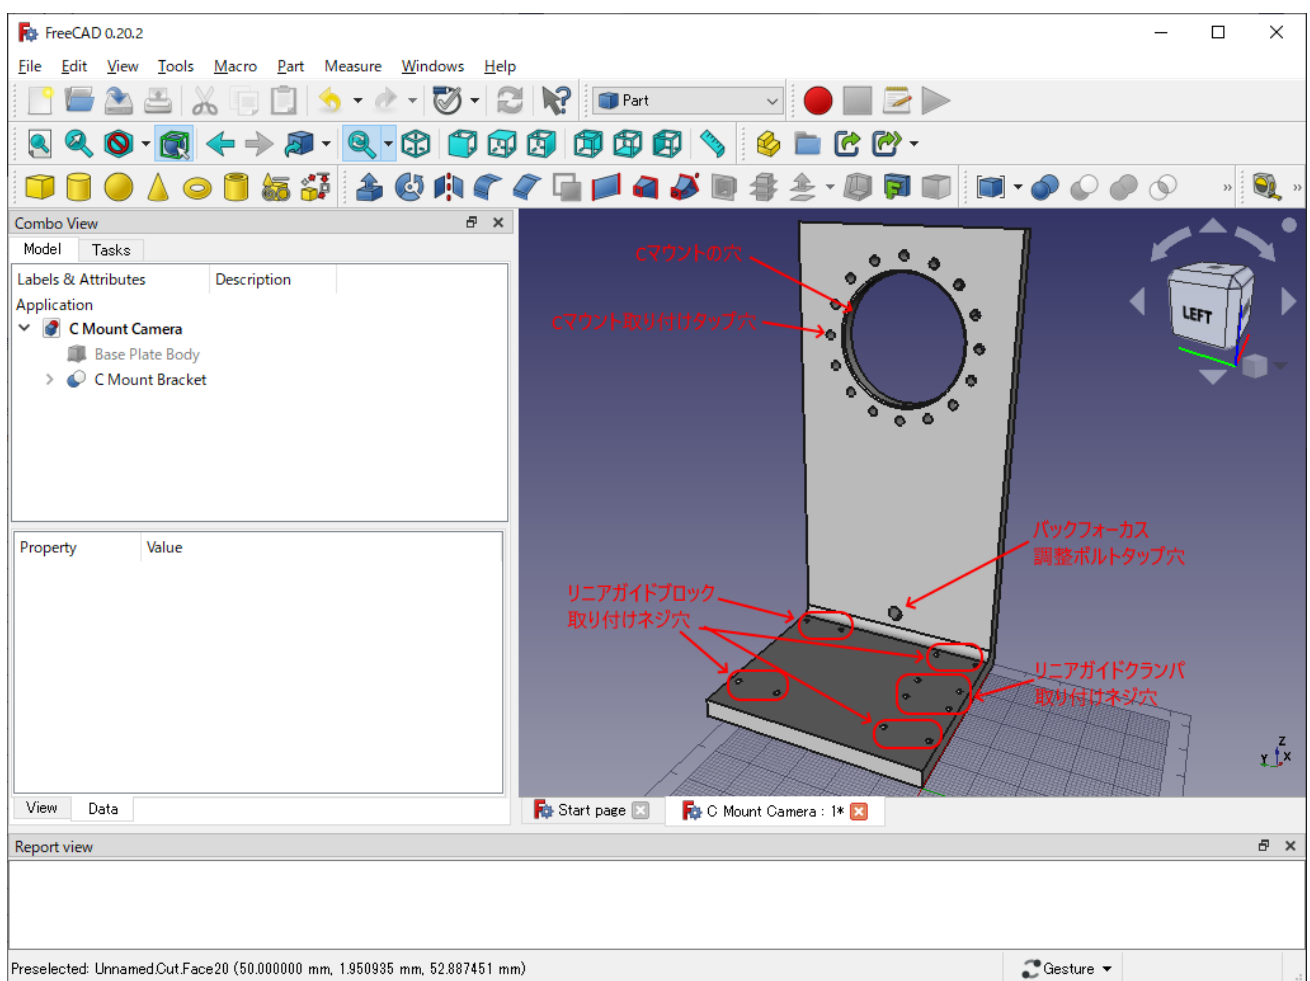 FreeCAD 0.20.2
File Edit View Tools Macro Part Measure Windows Help
Part
Combo View
Model Tasks
Labels & Attributes Description
Application
C Mount Camera
Base Plate Body
C Mount Bracket
Property Value
View Data
Cマウントの穴
Cマウント取り付けタップ穴
バックフォーカス
調整ボルトタップ穴
リニアガイドブロック
取り付けネジ穴
リニアガイドクランパ
取り付けネジ穴
LEFT
Z
Y X
Start page
C Mount Camera : 1*
Report view
Preselected: Unnamed.Cut.Face20 (50.000000 mm, 1.950935 mm, 52.887451 mm)
Gesture